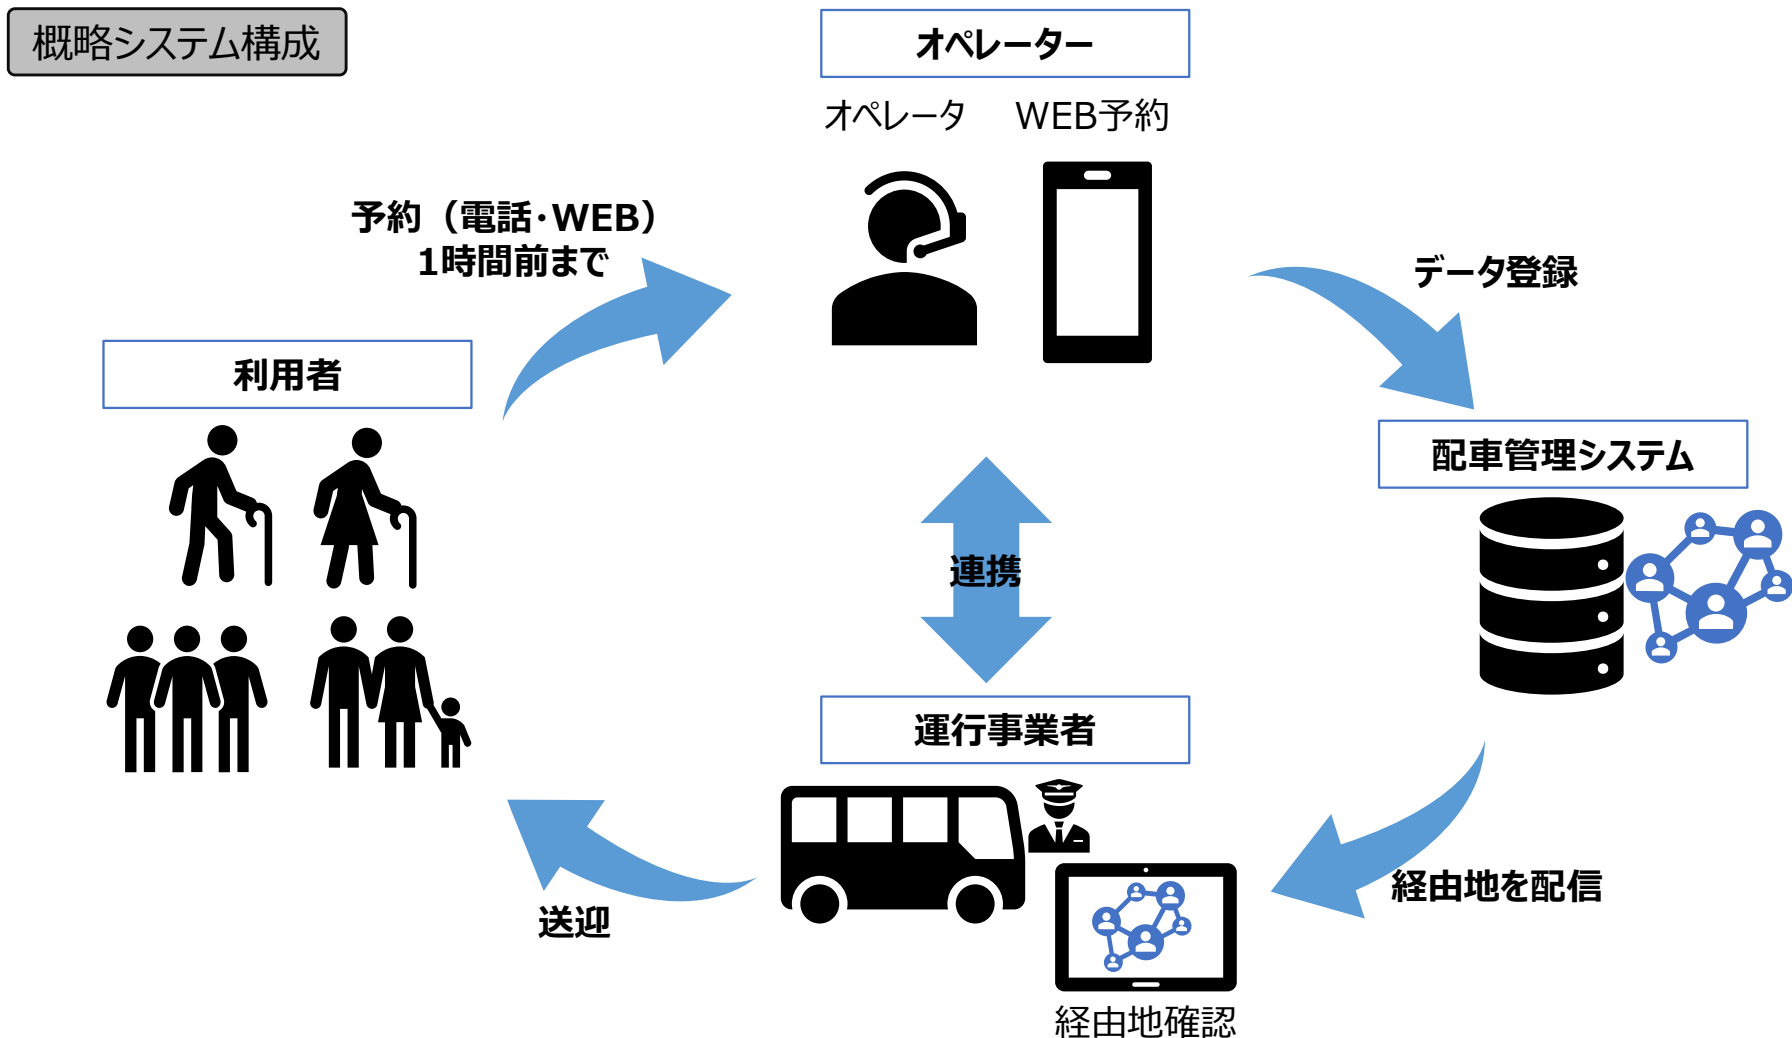 概略システム構成
オペレーター
オペレータ
WEB予約
予約（電話・WEB）
1時間前まで
データ登録
利用者
配車管理システム
連携
運行事業者
経由地を配信
送迎
経由地確認